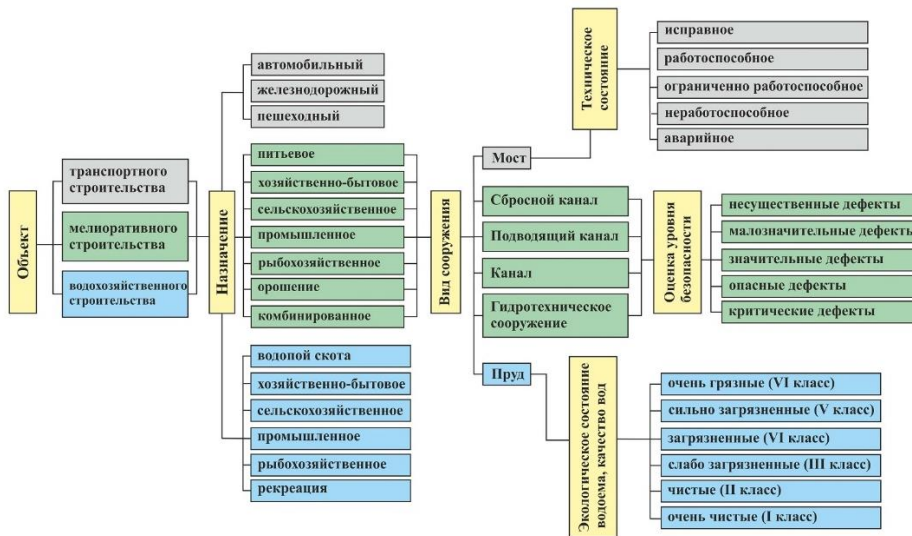 Объект
транспортного
строительства
мелиоративного
строительства
водохозяйственного
строительства
Назначение
автомобильный
железнодорожный
пешеходный
питьевое
хозяйственно-бытовое
сельскохозяйственное
промышленное
рыбохозяйственное
орошение
комбинированное
водопой скота
хозяйственно-бытовое
сельскохозяйственное
промышленное
рыбохозяйственное
рекреация
Вид сооружения
Мост
Сбросной канал
Подводящий канал
Канал
Гидротехническое
сооружение
Пруд
Техническое
состояние
исправное
работоспособное
ограниченно работоспособное
неработоспособное
аварийное
Оценка уровня
безопасности
несущественные дефекты
малозначительные дефекты
значительные дефекты
опасные дефекты
критические дефекты
Экологическое состояние
водоема, качество вод
очень грязные (VI класс)
сильно загрязненные (V класс)
загрязненные (VI класс)
слабо загрязненные (III класс)
чистые (II класс)
очень чистые (I класс)